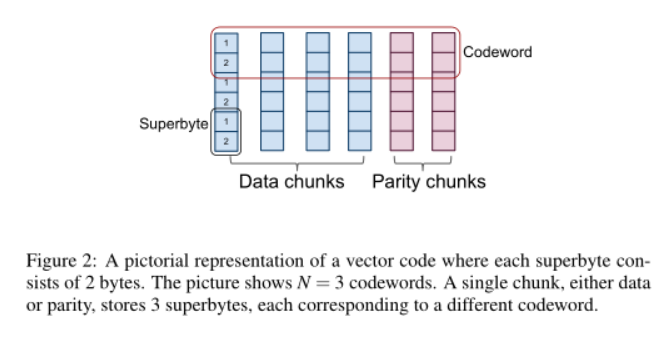 1
2
1
2
1
2
Codeword
Superbyte
Data chunks
Parity chunks
Figure 2: A pictorial representation of a vector code where each superbyte con-
sists of 2 bytes. The picture shows N = 3 codewords. A single chunk, either data
or parity, stores 3 superbytes, each corresponding to a different codeword.